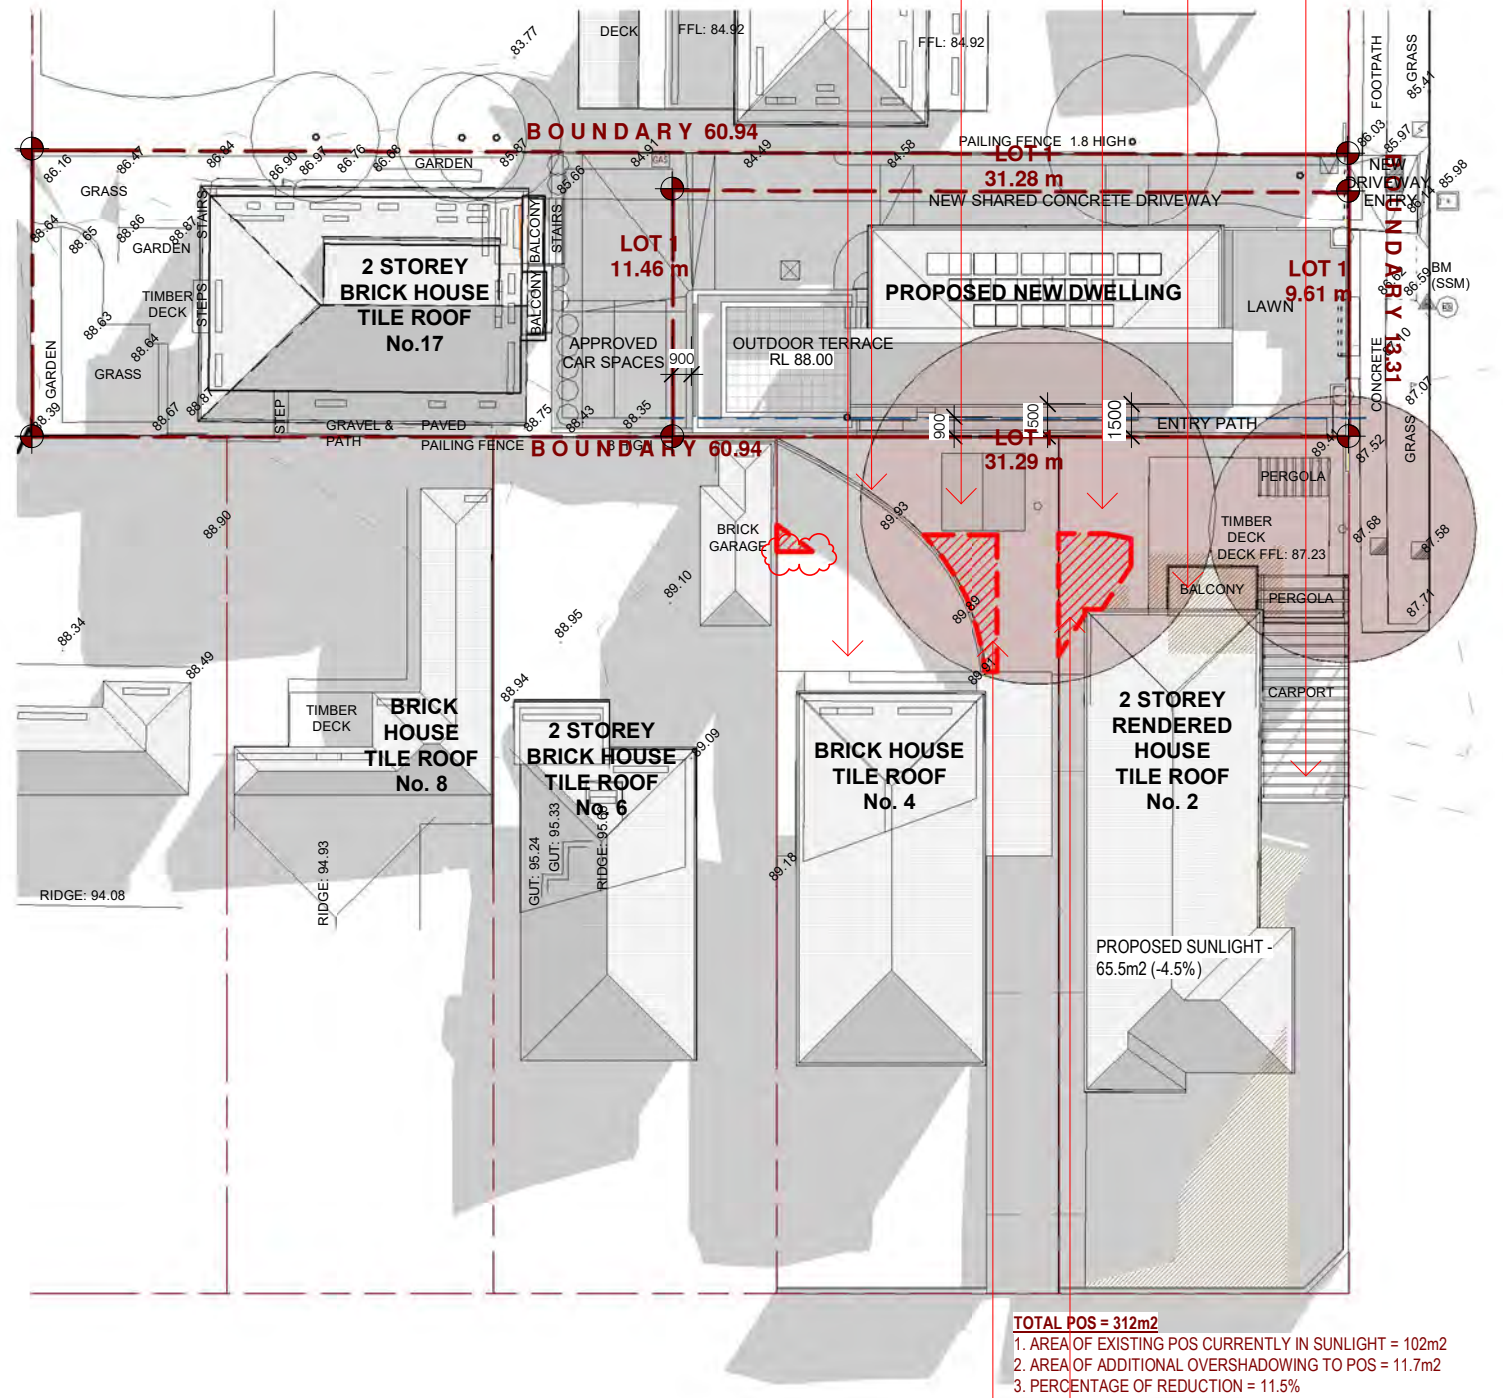 DECK
FFL: 84.92
FFL: 84.92
83.77
FOOTPATH
GRASS
85.41
BOUNDARY 60.94
PAILING FENCE 1.8 HIGH
LOT 1
31.28 m
86.03
85.97
85.98
86.16
86.47
86.84
86.90
86.97
86.76
86.68
85.87
84.91
GAS
84.49
84.58
GARDEN
85.66
GRASS
NEW
DRIVEWAY
ENTRY
86.14
NEW SHARED CONCRETE DRIVEWAY
BOUNDARY 13.31
88.64
88.65
88.86
88.87
GARDEN
STAIRS
STEPS
BALCONY
STAIRS
BALCONY
2 STOREY
BRICK HOUSE
TILE ROOF
No.17
LOT 1
11.46 m
PROPOSED NEW DWELLING
LOT 1
9.61 m
LAWN
86.62
86.59
BM
(SSM)
TIMBER
DECK
88.63
88.64
GRASS
GARDEN
88.39
88.67
88.87
STEP
APPROVED
CAR SPACES
900
OUTDOOR TERRACE
RL 88.00
CONCRETE
87.07
GRAVEL &
PATH
PAVED
PAILING FENCE
88.75
88.43
88.35
BOUNDARY 60.94
900
1500
1500
LOT 1
31.29 m
ENTRY PATH
87.52
GRASS
88.90
BRICK
GARAGE
89.93
PERGOLA
TIMBER
DECK
DECK FFL: 87.23
87.68
87.58
89.10
BALCONY
PERGOLA
87.71
88.34
88.49
88.95
89.89
88.94
89.91
TIMBER
DECK
BRICK
HOUSE
TILE ROOF
No. 8
2 STOREY
BRICK HOUSE
TILE ROOF
No. 6
89.09
BRICK HOUSE
TILE ROOF
No. 4
2 STOREY
RENDERED
HOUSE
TILE ROOF
No. 2
CARPORT
GUT: 95.24
GUT: 95.33
89.18
RIDGE: 94.08
RIDGE: 94.93
PROPOSED SUNLIGHT -
65.5m2 (-4.5%)
TOTAL POS = 312m2
1. AREA OF EXISTING POS CURRENTLY IN SUNLIGHT = 102m2
2. AREA OF ADDITIONAL OVERSHADOWING TO POS = 11.7m2
3. PERCENTAGE OF REDUCTION = 11.5%